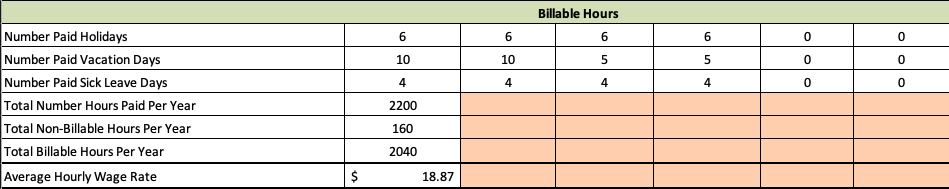 Billable Hours
Number Paid Holidays 6 6 6 6 0 0
Number Paid Vacation Days 10 10 5 5 0 0
Number Paid Sick Leave Days 4 4 4 4 0 0
Total Number Hours Paid Per Year 2200
Total Non-Billable Hours Per Year 160
Total Billable Hours Per Year 2040
Average Hourly Wage Rate $ 18.87